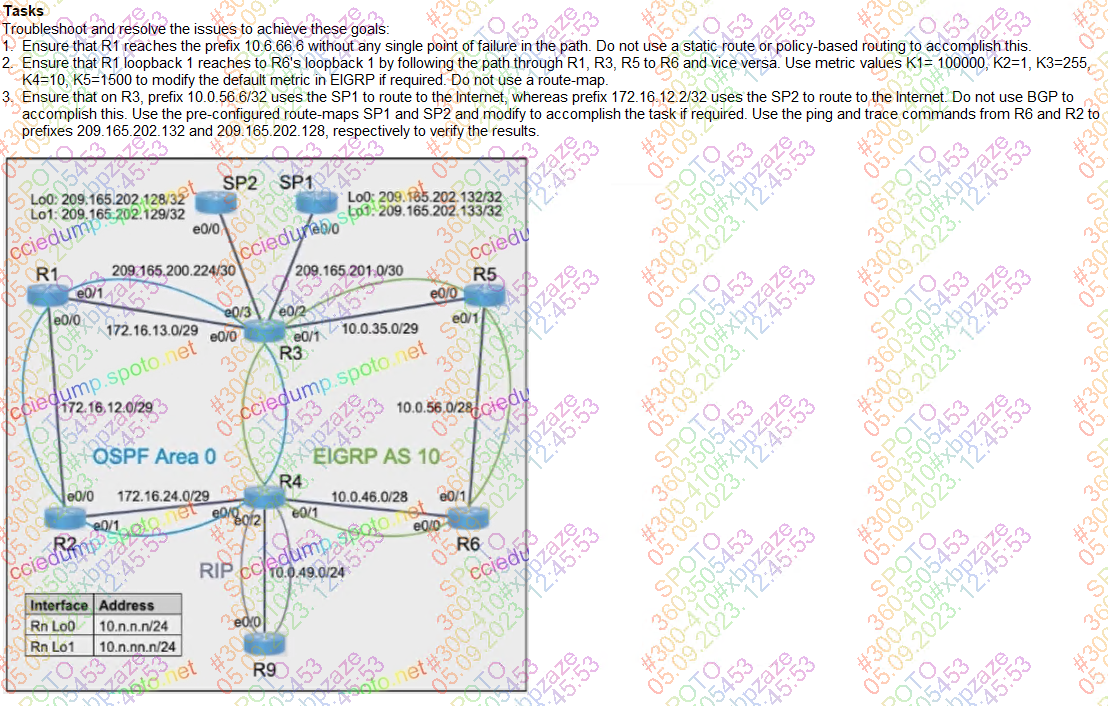 Tasks
Troubleshoot and resolve the issues to achieve these goals:
1. Ensure that R1 reaches the prefix 10.6.66.6 without any single point of failure in the path. Do not use a static route or policy-based routing to accomplish this.
2. Ensure that R1 loopback 1 reaches to R6's loopback 1 by following the path through R1, R3, R5 to R6 and vice versa. Use metric values K1= 100000, K2=1, K3=255,
K4=10, K5=1500 to modify the default metric in EIGRP if required. Do not use a route-map.
3. Ensure that on R3, prefix 10.0.56.6/32 uses the SP1 to route to the Internet, whereas prefix 172.16.12.2/32 uses the SP2 to route to the Internet. Do not use BGP to
accomplish this. Use the pre-configured route-maps SP1 and SP2 and modify to accomplish the task if required. Use the ping and trace commands from R6 and R2 to
prefixes 209.165.202.132 and 209.165.202.128, respectively to verify the results.
SP2 SP1
Lo0: 209.165.202.128/32
Lo1: 209.165.202.129/32
Lo0: 209.165.202.132/32
Lo1: 209.165.202.133/32
e0/0 e0/0
R1 209.165.200.224/30 209.165.201.0/30 R5
e0/1 e0/3 e0/2 e0/0
e0/0 172.16.13.0/29 e0/0 e0/1 10.0.35.0/29 e0/1
R3
172.16.12.0/29 10.0.56.0/28
OSPF Area 0 EIGRP AS 10
R4
e0/0 172.16.24.0/29 10.0.46.0/28 e0/1
e0/1 e0/0 e0/2 e0/1 e0/0
R2 R6
RIP 10.0.49.0/24
Interface Address
Rn Lo0 10.n.n.n/24
Rn Lo1 10.n.nn.n/24
e0/0
R9
cciedump.spoto.net
SPOTO
360350505453
#300-410#xbpzaze
05.09.2023. 12:45:53